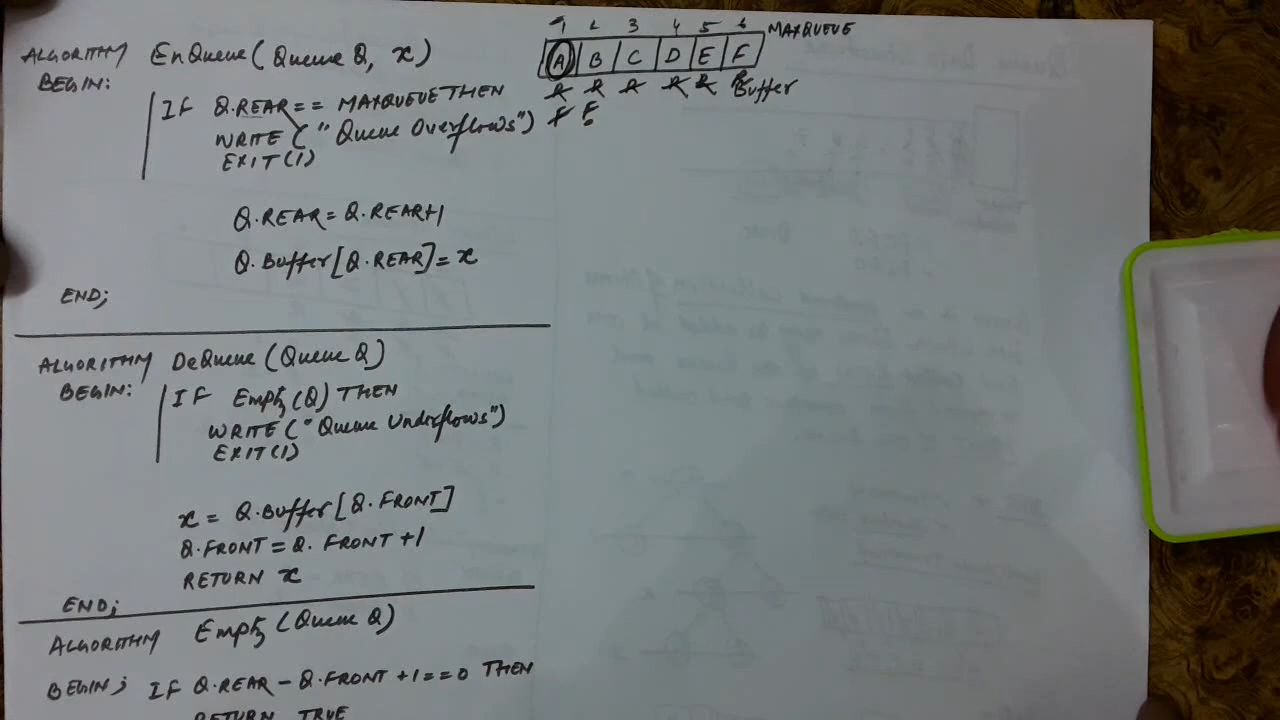 ALGORITHM EnQueue(Queue Q, x)
BEGIN:
IF Q.REAR == MAXQUEUE THEN
WRITE("Queue Overflows")
EXIT(1)
Q.REAR = Q.REAR+1
Q.Buffer[Q.REAR] = x
END;
1 2 3 4 5 6 MAXQUEUE
A B C D E F
R R R R R R Buffer
F F
ALGORITHM DeQueue(Queue Q)
BEGIN:
IF Empty(Q) THEN
WRITE("Queue Underflows")
EXIT(1)
x = Q.Buffer[Q.FRONT]
Q.FRONT = Q.FRONT+1
RETURN x
END;
ALGORITHM Empty(Queue Q)
BEGIN; IF Q.REAR - Q.FRONT +1 == 0 THEN
RETURN TRUE